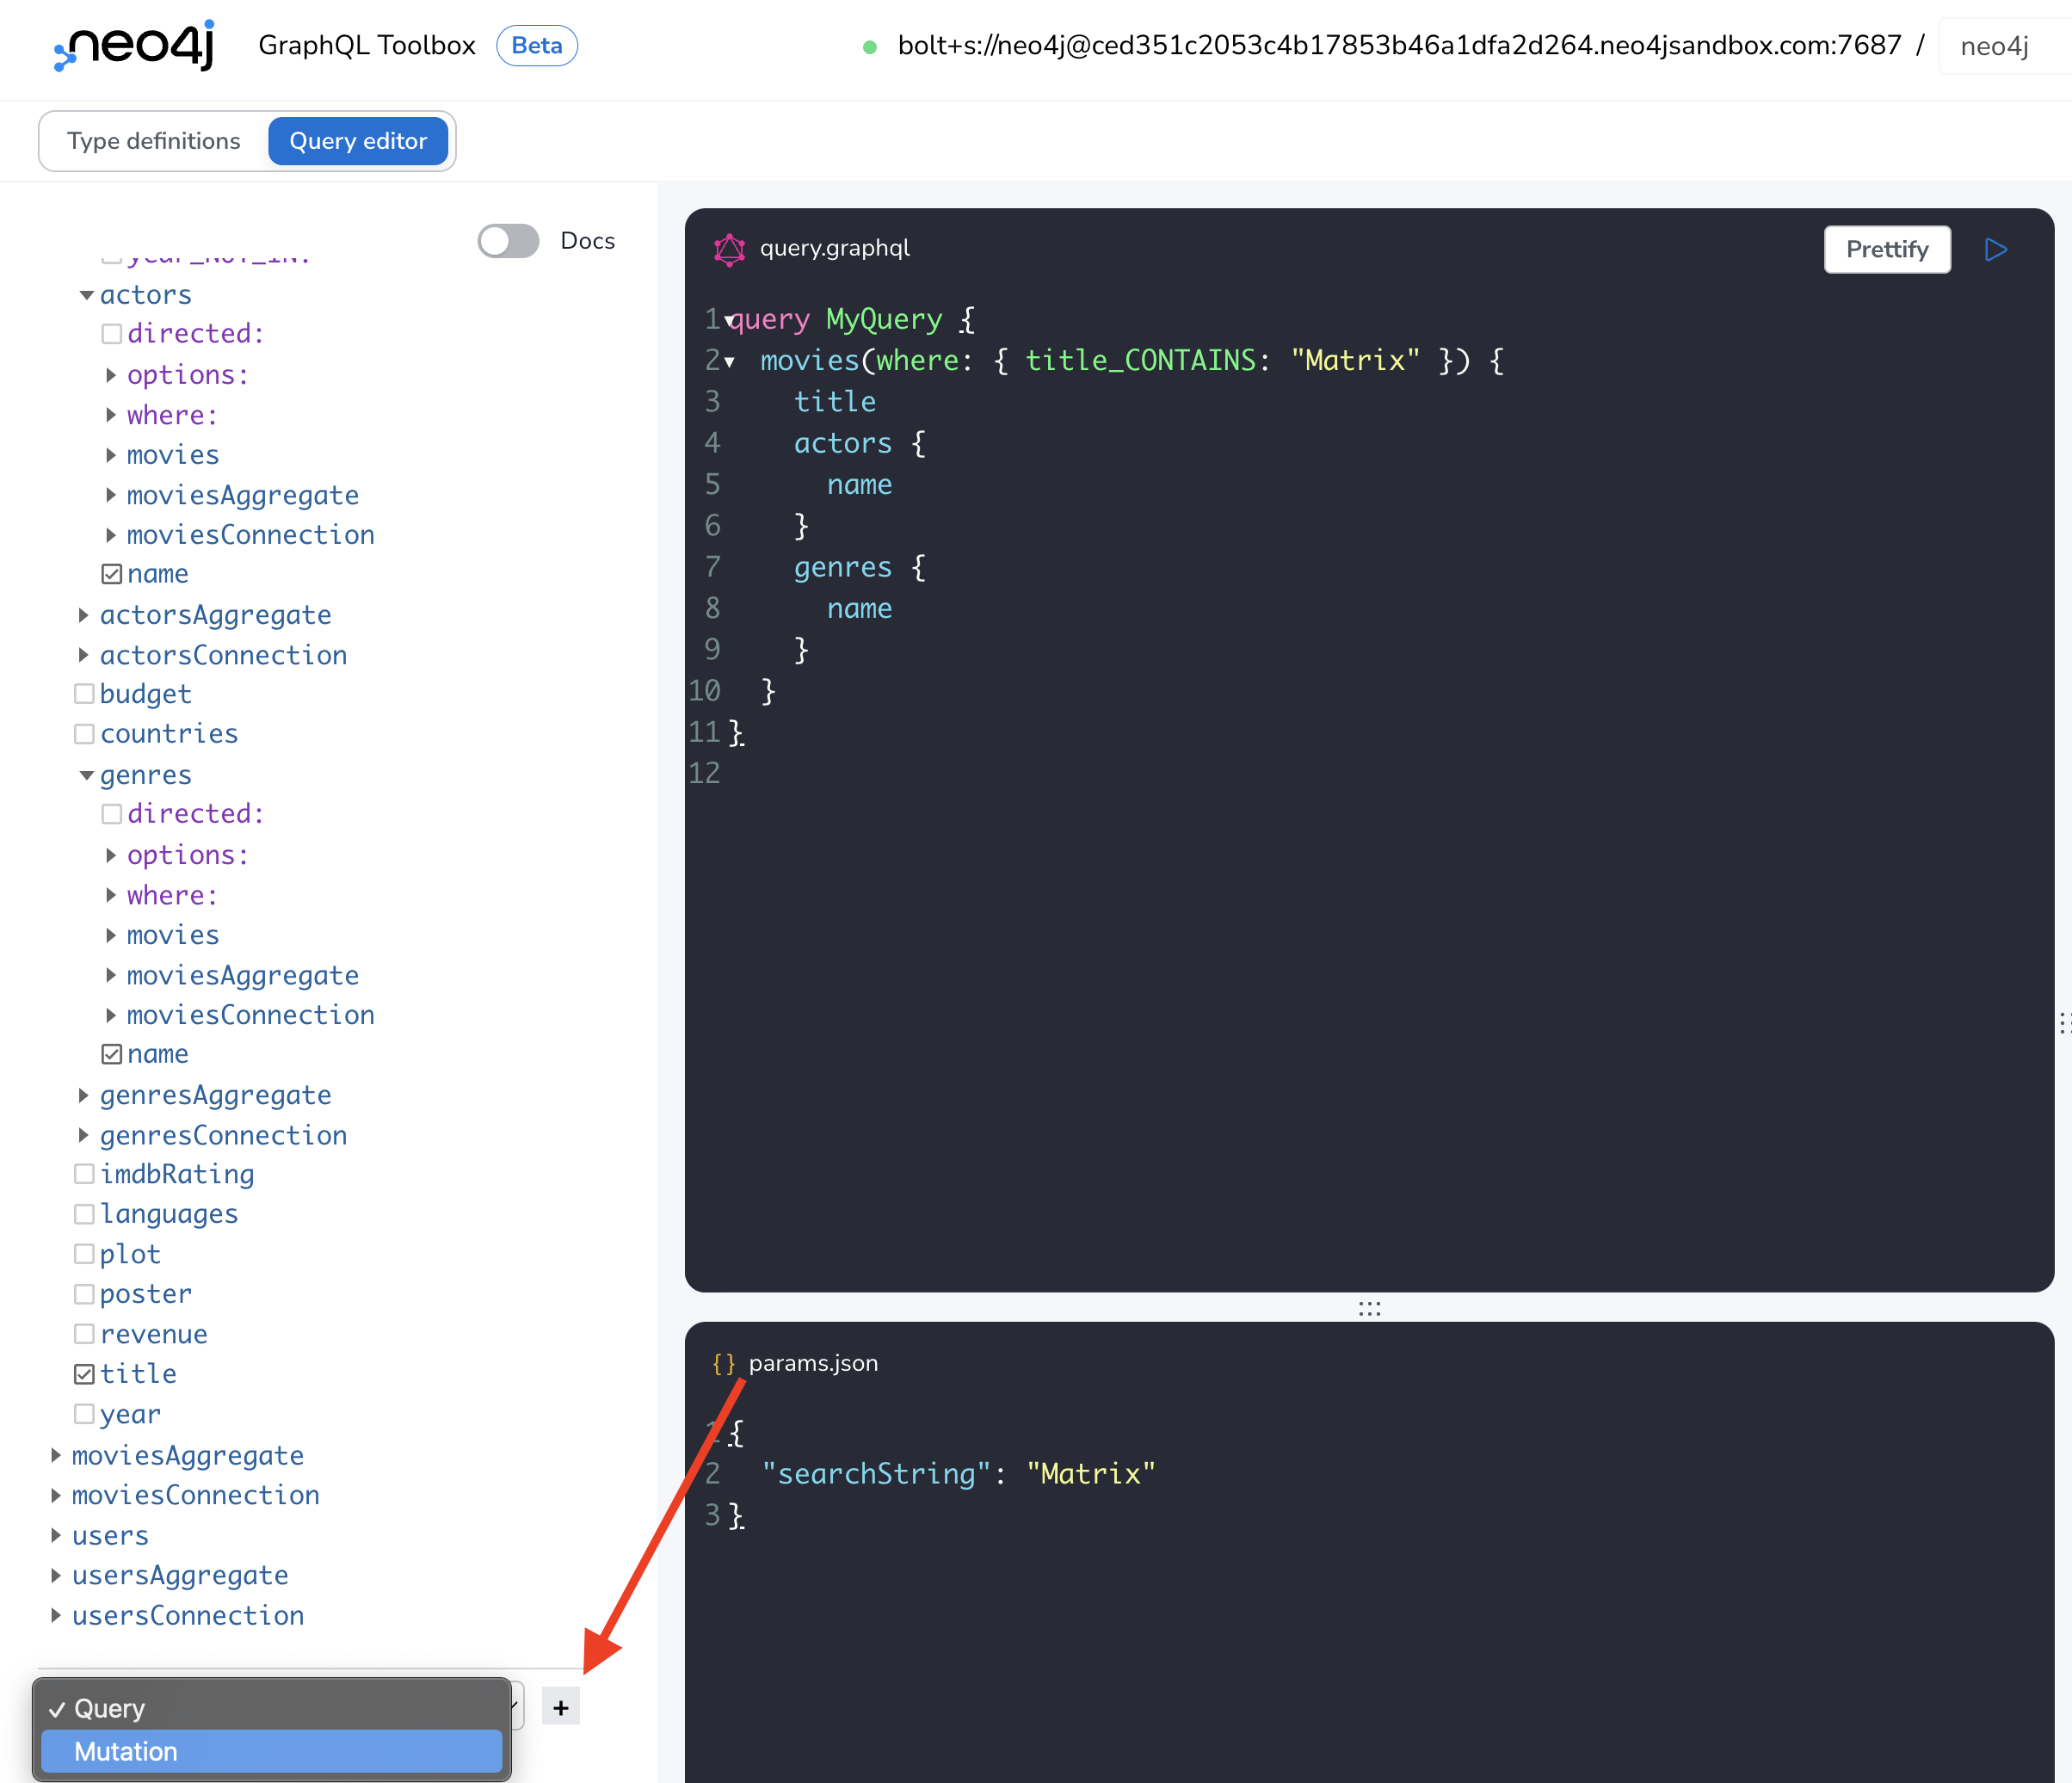 neo4j GraphQL Toolbox Beta bolt+s://neo4j@ced351c2053c4b17853b46a1dfa2d264.neo4jsandbox.com:7687 / neo4j
Type definitions Query editor
Docs
year_NOT_IN:
actors
directed:
options:
where:
movies
moviesAggregate
moviesConnection
name
actorsAggregate
actorsConnection
budget
countries
genres
directed:
options:
where:
movies
moviesAggregate
moviesConnection
name
genresAggregate
genresConnection
imdbRating
languages
plot
poster
revenue
title
year
moviesAggregate
moviesConnection
users
usersAggregate
usersConnection
✓ Query
Mutation
+
query.graphql Prettify
1 query MyQuery {
2 movies(where: { title_CONTAINS: "Matrix" }) {
3 title
4 actors {
5 name
6 }
7 genres {
8 name
9 }
10 }
11 }
12
{} params.json
1 {
2 "searchString": "Matrix"
3 }